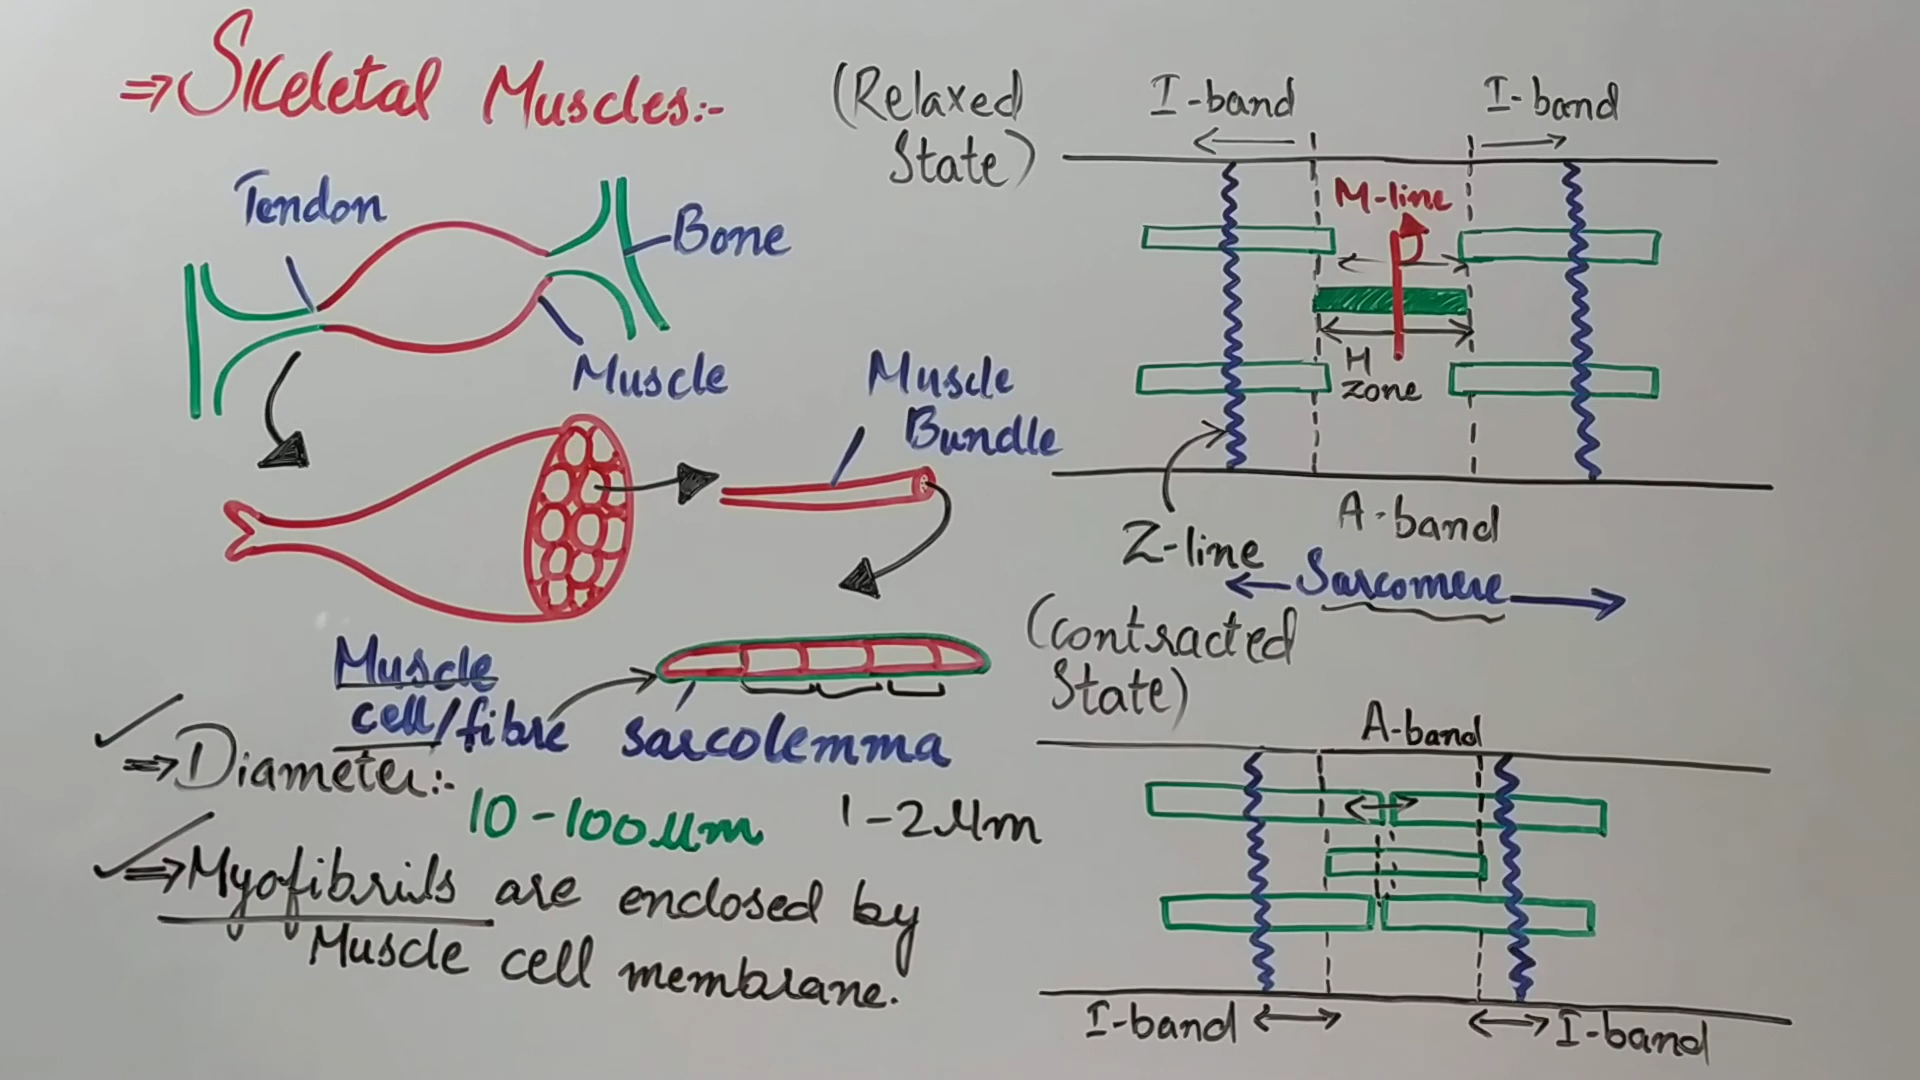 ⇒ Skeletal Muscles:-
Tendon
Bone
Muscle
Muscle
Bundle
Muscle
cell/fibre
sarcolemma
⇒ Diameter:-
10-100µm 1-2µm
⇒ Myofibrils are enclosed by
Muscle cell membrane.
(Relaxed
State)
I-band
I-band
M-line
H
zone
Z-line
A-band
Sarcomere
(contracted
State)
A-band
I-band
I-band